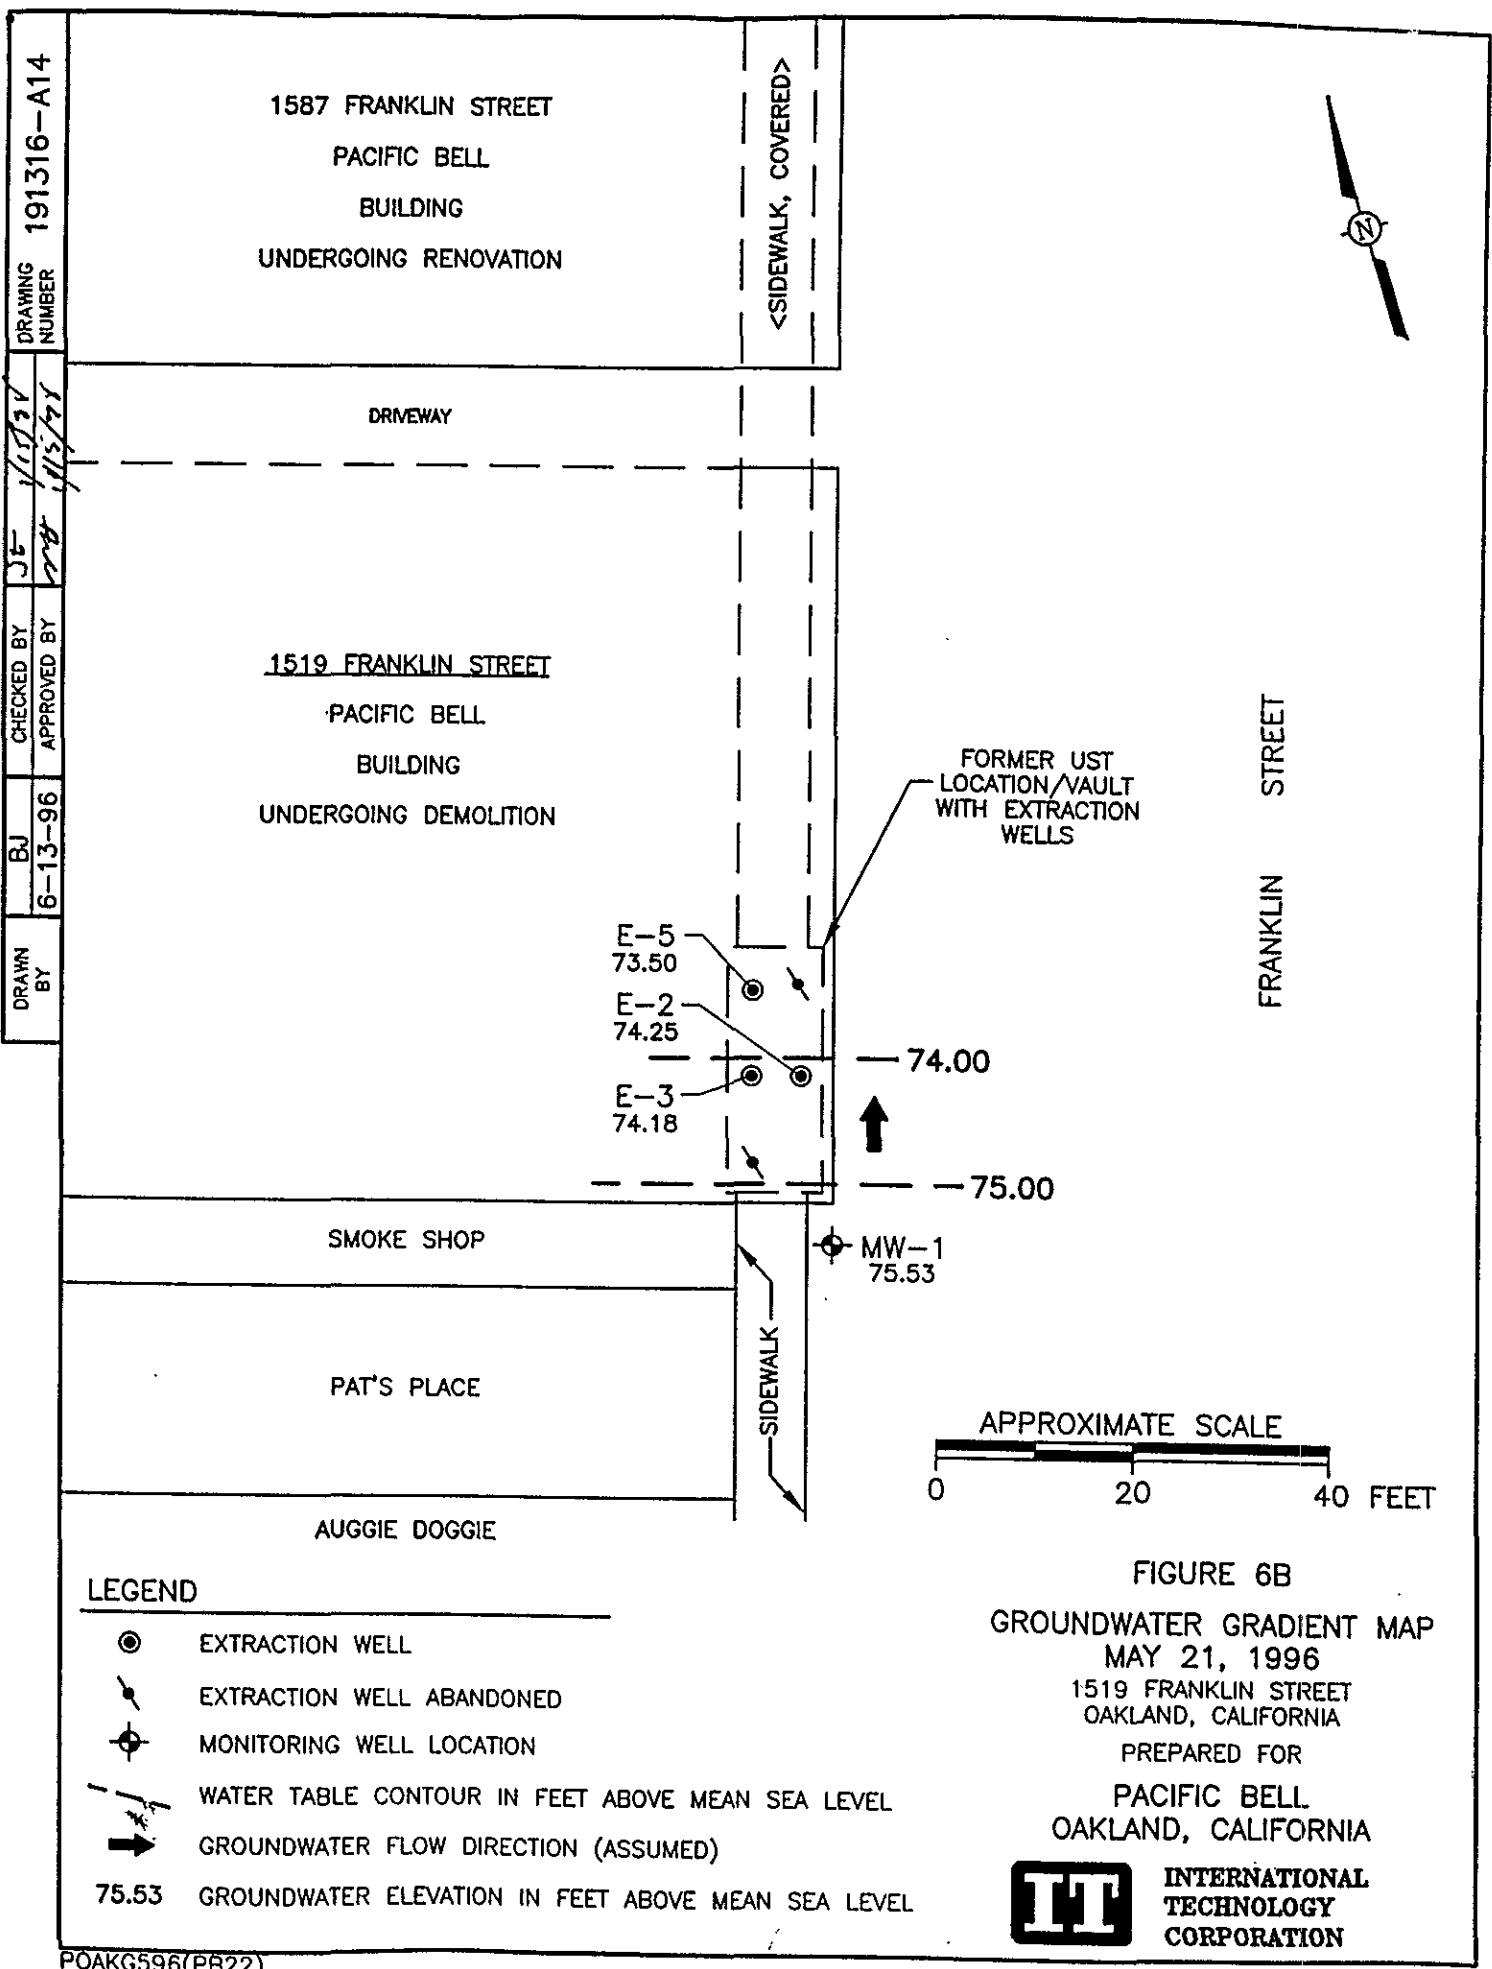 DRAWING NUMBER 191316-A14
CHECKED BY
APPROVED BY
DRAWN BY
BJ
6-13-96
1587 FRANKLIN STREET
PACIFIC BELL
BUILDING
UNDERGOING RENOVATION
<SIDEWALK, COVERED>
N
DRIVEWAY
1519 FRANKLIN STREET
PACIFIC BELL
BUILDING
UNDERGOING DEMOLITION
FORMER UST
LOCATION/VAULT
WITH EXTRACTION
WELLS
FRANKLIN STREET
E-5
73.50
E-2
74.25
74.00
E-3
74.18
75.00
SMOKE SHOP
MW-1
75.53
SIDEWALK
PAT'S PLACE
AUGGIE DOGGIE
APPROXIMATE SCALE
0 20 40 FEET
LEGEND
EXTRACTION WELL
EXTRACTION WELL ABANDONED
MONITORING WELL LOCATION
WATER TABLE CONTOUR IN FEET ABOVE MEAN SEA LEVEL
GROUNDWATER FLOW DIRECTION (ASSUMED)
75.53 GROUNDWATER ELEVATION IN FEET ABOVE MEAN SEA LEVEL
FIGURE 6B
GROUNDWATER GRADIENT MAP
MAY 21, 1996
1519 FRANKLIN STREET
OAKLAND, CALIFORNIA
PREPARED FOR
PACIFIC BELL
OAKLAND, CALIFORNIA
IT
INTERNATIONAL
TECHNOLOGY
CORPORATION
POAKG596(PB22)